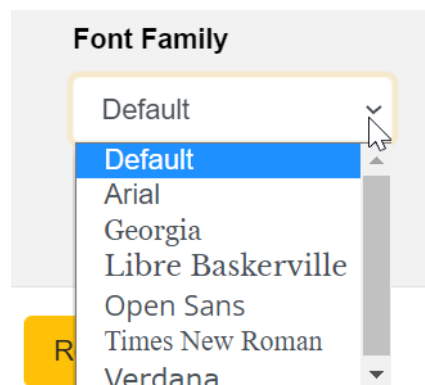 Font Family
Default
Default
Arial
Georgia
Libre Baskerville
Open Sans
Times New Roman
R
Verdana